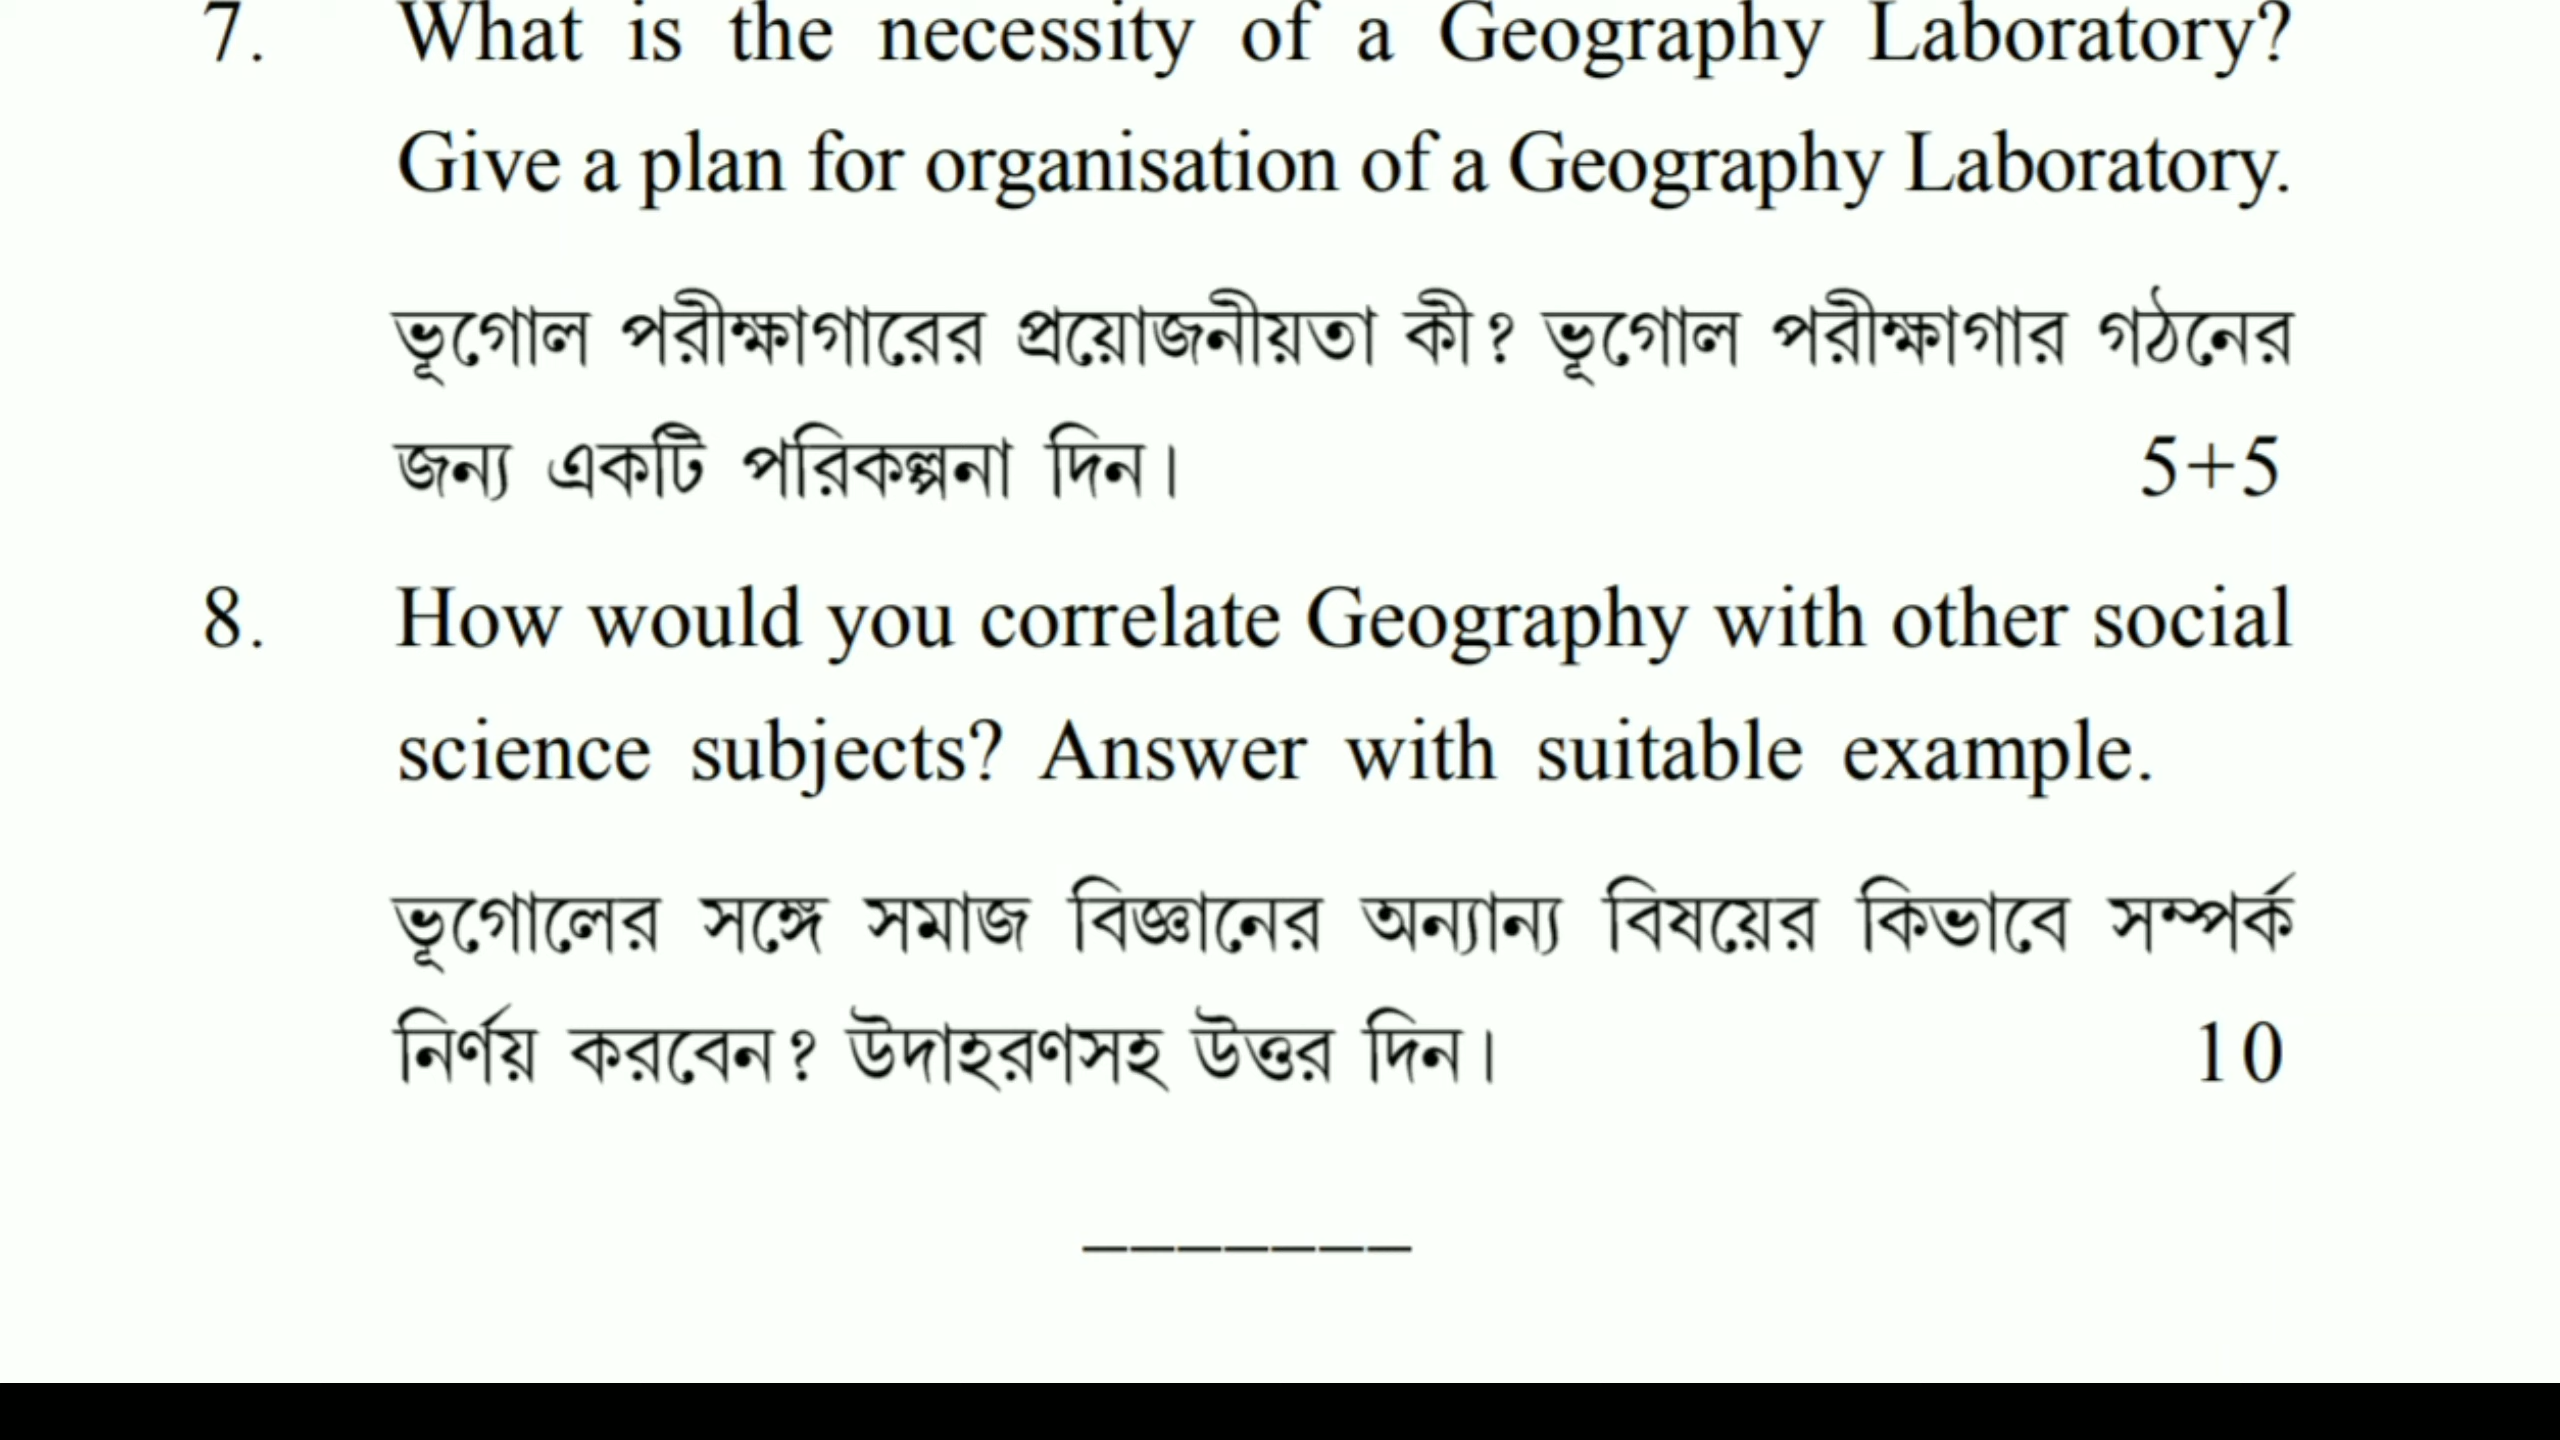 7. What is the necessity of a Geography Laboratory?
Give a plan for organisation of a Geography Laboratory.
ভূগোল পরীক্ষাগারের প্রয়োজনীয়তা কী? ভূগোল পরীক্ষাগার গঠনের
জন্য একটি পরিকল্পনা দিন। 5+5
8. How would you correlate Geography with other social
science subjects? Answer with suitable example.
ভূগোলের সঙ্গে সমাজ বিজ্ঞানের অন্যান্য বিষয়ের কিভাবে সম্পর্ক
নির্ণয় করবেন? উদাহরণসহ উত্তর দিন। 10